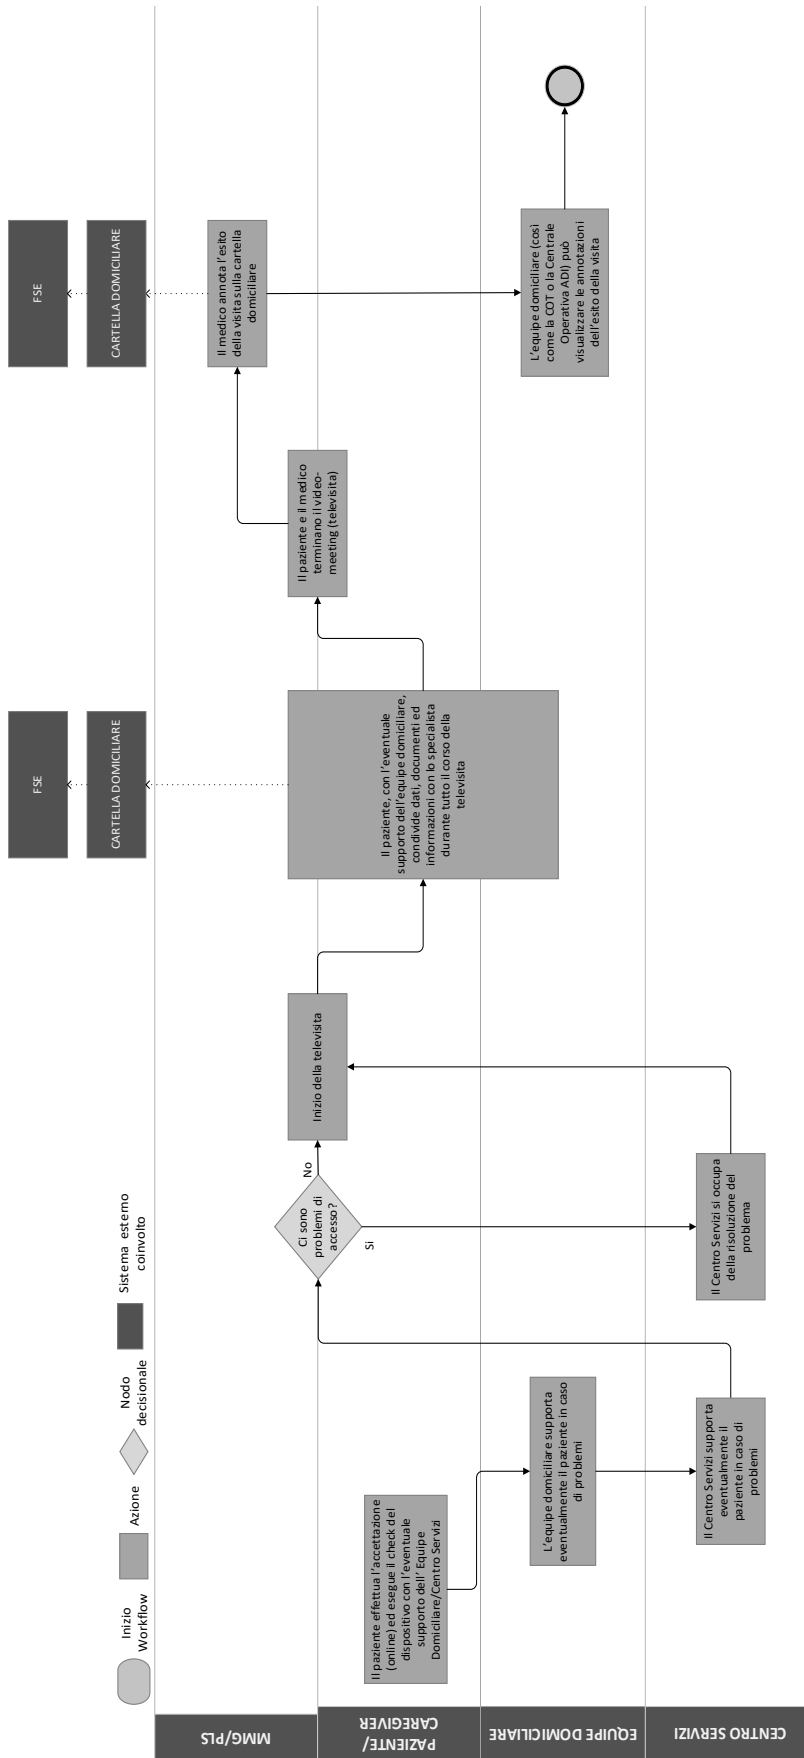 Inizio
Workflow
Azione
Nodo
decisionale
Sistema esterno
coinvolto
MMG/PLS
PAZIENTE/
CAREGIVER
EQUIPE DOMICILIARE
CENTRO SERVIZI
Il paziente effettua l'accettazione
(online) ed esegue il check del
dispositivo con l'eventuale
supporto dell' Equipe
Domiciliare/Centro Servizi
L'equipe domiciliare supporta
eventualmente il paziente in caso
di problemi
Il Centro Servizi supporta
eventualmente il
paziente in caso di
problemi
Ci sono
problemi di
accesso?
No
Si
Il Centro Servizi si occupa
della risoluzione del
problema
Inizio della televisita
Il paziente, con l'eventuale
supporto dell'equipe domiciliare,
condivide dati, documenti ed
informazioni con lo specialista
durante tutto il corso della
televisita
CARTELLA DOMICILIARE
FSE
Il paziente e il medico
terminano il video-
meeting (televisita)
Il medico annota l'esito
della visita sulla cartella
domiciliare
CARTELLA DOMICILIARE
FSE
L'equipe domiciliare (così
come la COT o la Centrale
Operativa ADI) può
visualizzare le annotazioni
dell'esito della visita